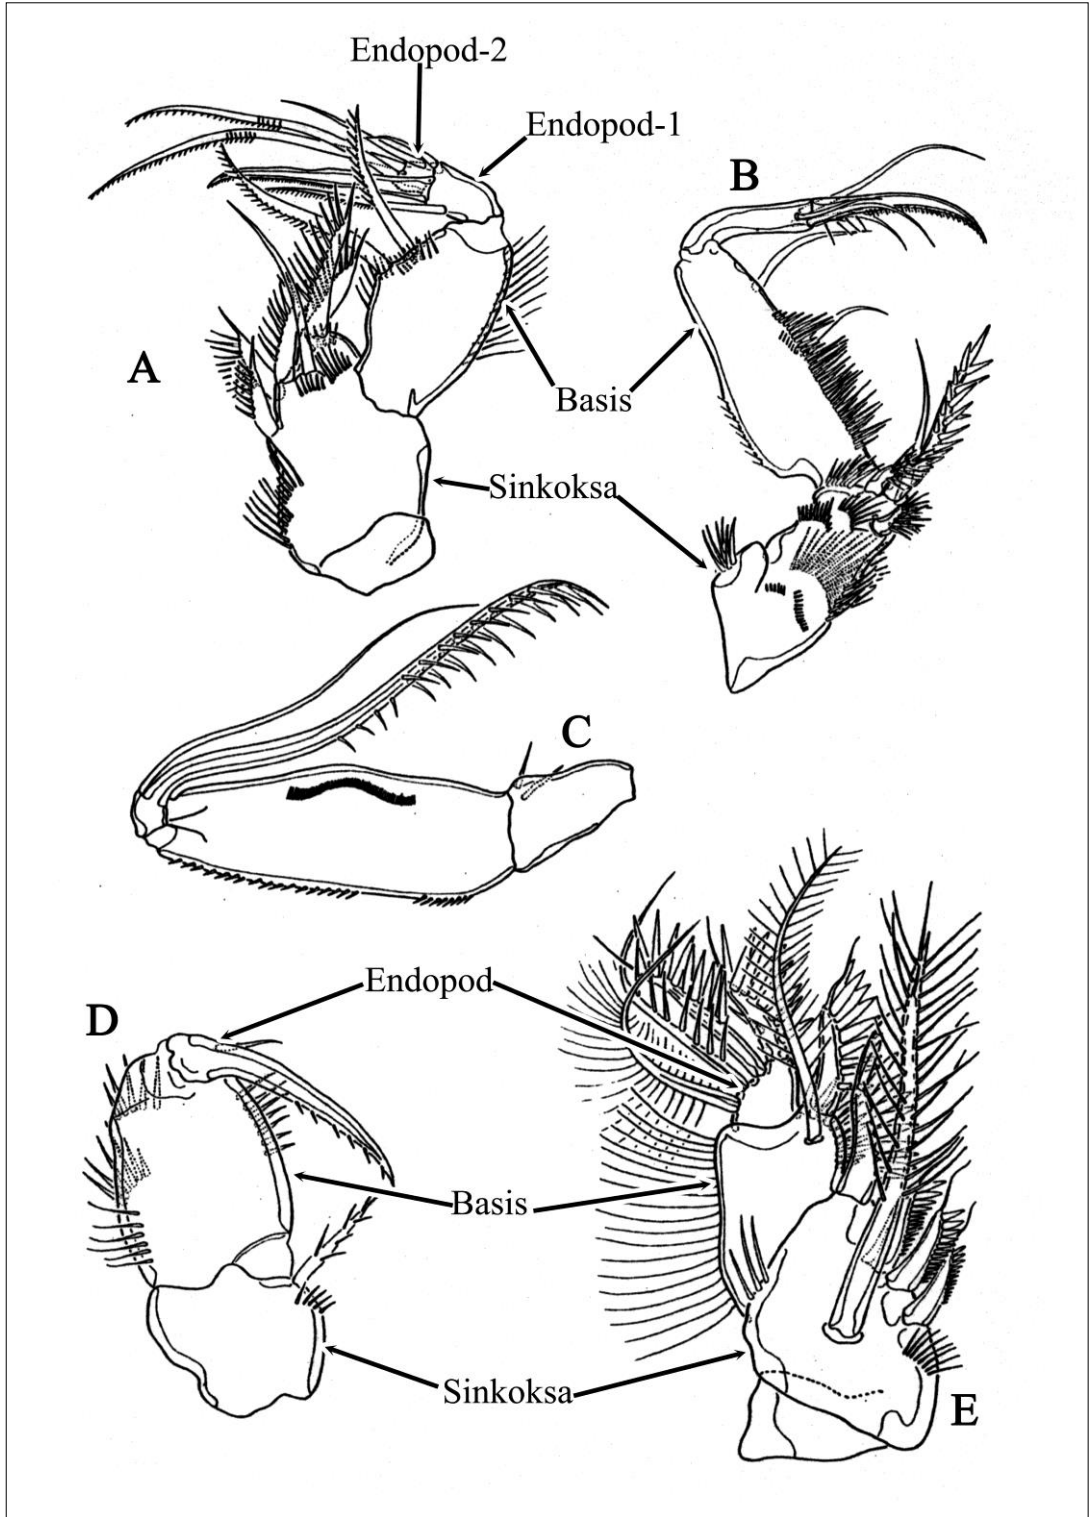 Endopod-2
Endopod-1
B
A
Basis
Sinkoksa
C
Endopod
D
Basis
Sinkoksa
E